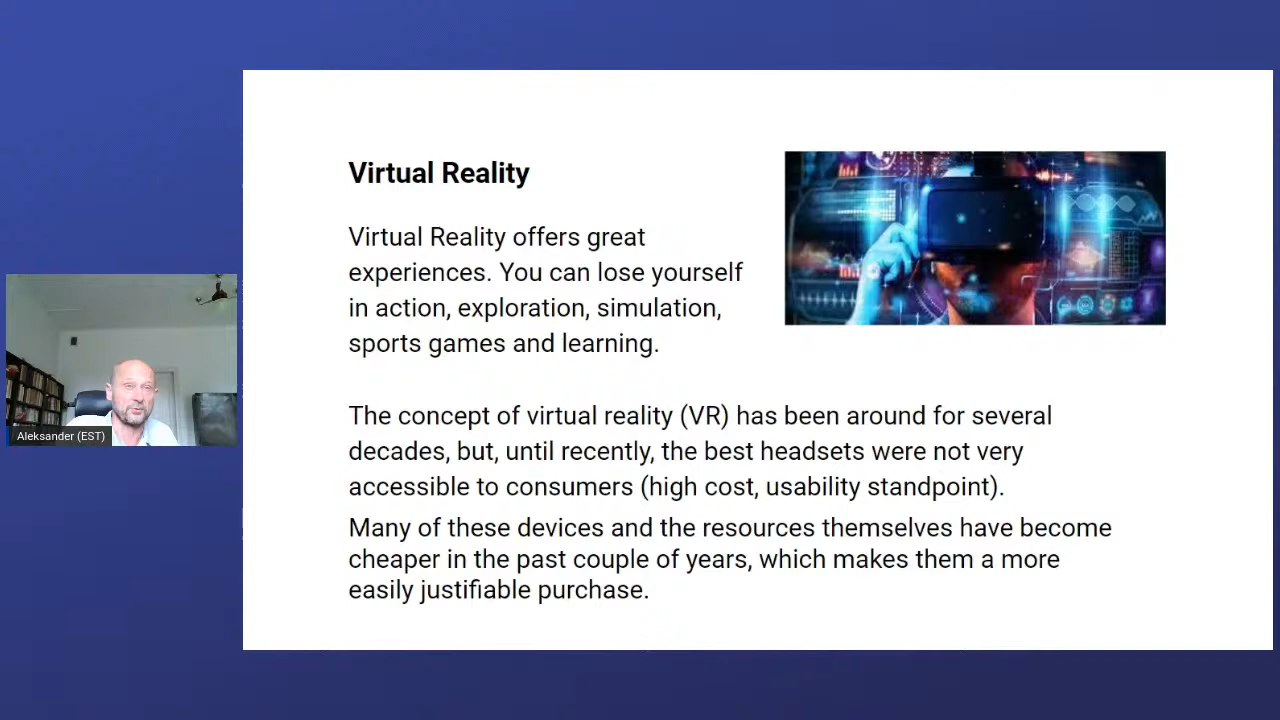 Virtual Reality
Virtual Reality offers great
experiences. You can lose yourself
in action, exploration, simulation,
sports games and learning.
The concept of virtual reality (VR) has been around for several
decades, but, until recently, the best headsets were not very
accessible to consumers (high cost, usability standpoint).
Many of these devices and the resources themselves have become
cheaper in the past couple of years, which makes them a more
easily justifiable purchase.
Aleksander (EST)